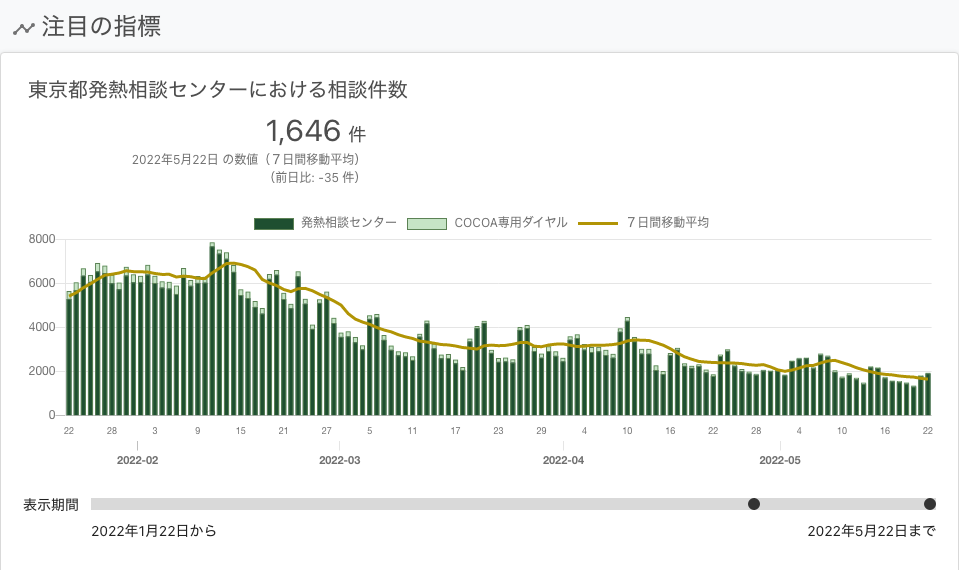 注目の指標
東京都発熱相談センターにおける相談件数
1,646 件
2022年5月22日 の数値（７日間移動平均）
（前日比: -35 件）
発熱相談センター COCOA専用ダイヤル ７日間移動平均
8000
6000
4000
2000
0
22 28 3 9 15 21 27 5 11 17 23 29 4 10 16 22 28 4 10 16 22
2022-02 2022-03 2022-04 2022-05
表示期間
2022年1月22日から 2022年5月22日まで